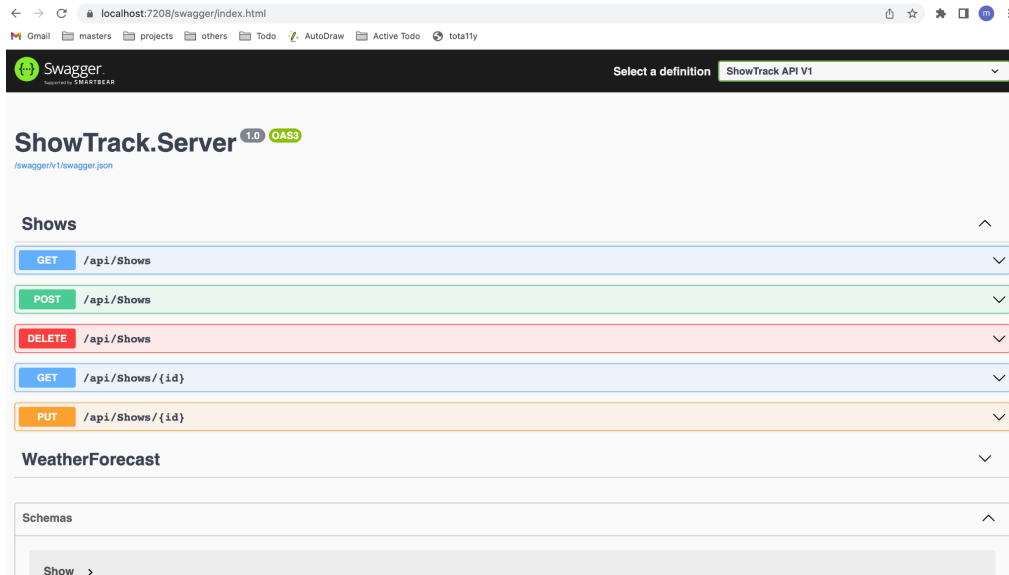 localhost:7208/swagger/index.html
m
Gmail masters projects others Todo AutoDraw Active Todo tota11y
Swagger.
Supported by SMARTBEAR
Select a definition ShowTrack API V1
ShowTrack.Server 1.0 OAS3
/swagger/v1/swagger.json
Shows
GET /api/Shows
POST /api/Shows
DELETE /api/Shows
GET /api/Shows/{id}
PUT /api/Shows/{id}
WeatherForecast
Schemas
Show